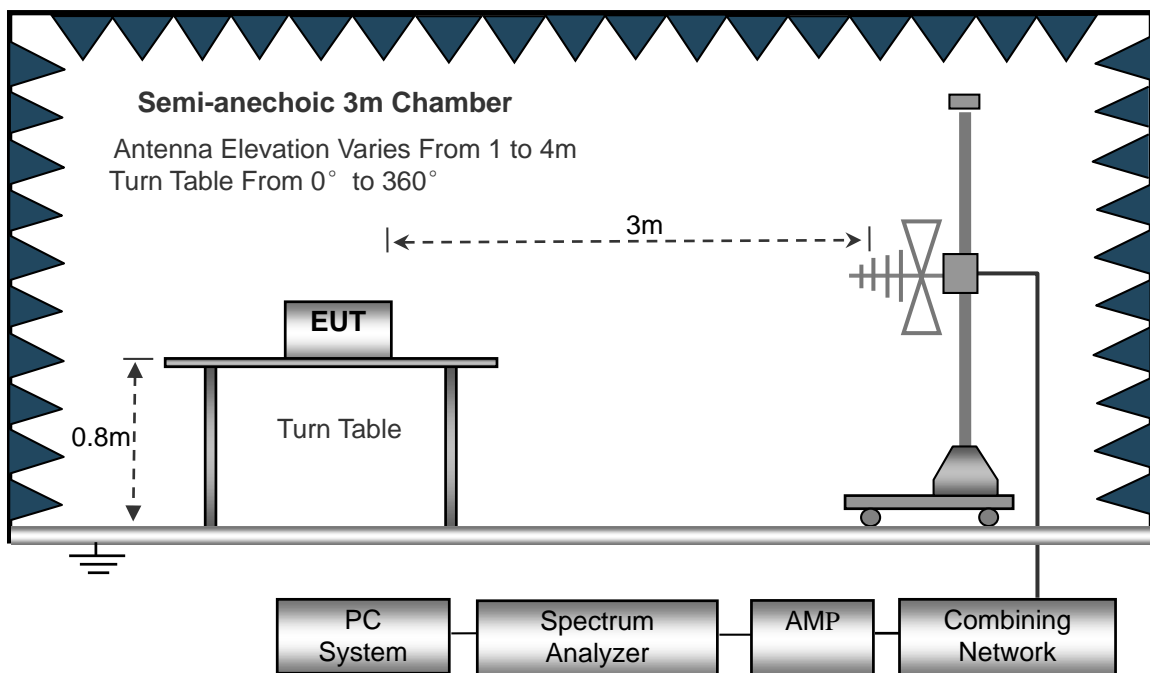 Semi-anechoic 3m Chamber
Antenna Elevation Varies From 1 to 4m
Turn Table From 0° to 360°
3m
EUT
0.8m
Turn Table
PC
System
Spectrum
Analyzer
AMP
Combining
Network